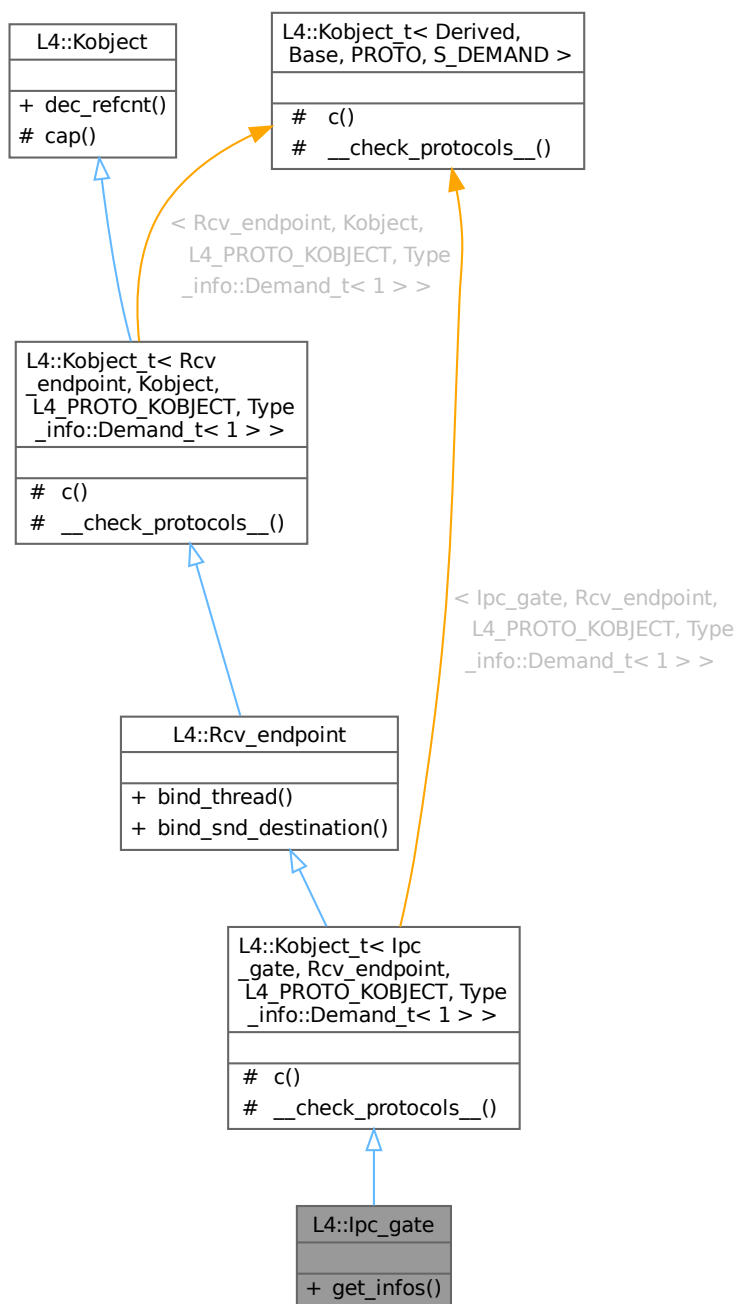 L4::Kobject
+ dec_refcnt()
# cap()
L4::Kobject_t< Derived,
Base, PROTO, S_DEMAND >
# c()
# __check_protocols__()
< Rcv_endpoint, Kobject,
L4_PROTO_KOBJECT, Type
_info::Demand_t< 1 > >
L4::Kobject_t< Rcv
_endpoint, Kobject,
L4_PROTO_KOBJECT, Type
_info::Demand_t< 1 > >
# c()
# __check_protocols__()
< Ipc_gate, Rcv_endpoint,
L4_PROTO_KOBJECT, Type
_info::Demand_t< 1 > >
L4::Rcv_endpoint
+ bind_thread()
+ bind_snd_destination()
L4::Kobject_t< Ipc
_gate, Rcv_endpoint,
L4_PROTO_KOBJECT, Type
_info::Demand_t< 1 > >
# c()
# __check_protocols__()
L4::Ipc_gate
+ get_infos()